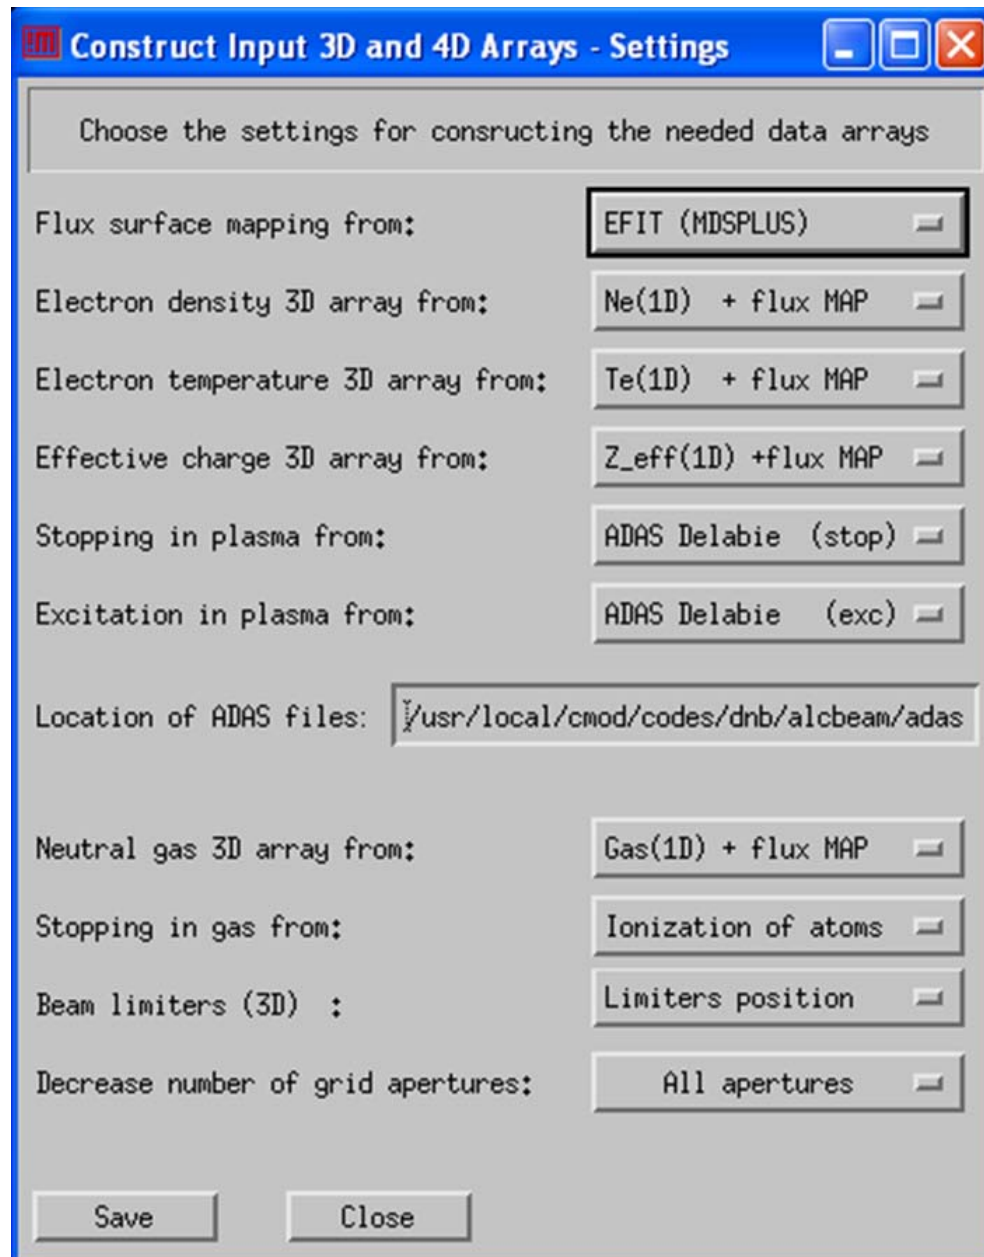 Construct Input 3D and 4D Arrays - Settings
Choose the settings for consructing the needed data arrays
Flux surface mapping from: EFIT (MDSPLUS)
Electron density 3D array from: Ne(1D) + flux MAP
Electron temperature 3D array from: Te(1D) + flux MAP
Effective charge 3D array from: Z_eff(1D) +flux MAP
Stopping in plasma from: ADAS Delabie (stop)
Excitation in plasma from: ADAS Delabie (exc)
Location of ADAS files: /usr/local/cmod/codes/dnb/alcbeam/adas
Neutral gas 3D array from: Gas(1D) + flux MAP
Stopping in gas from: Ionization of atoms
Beam limiters (3D) : Limiters position
Decrease number of grid apertures: All apertures
Save Close